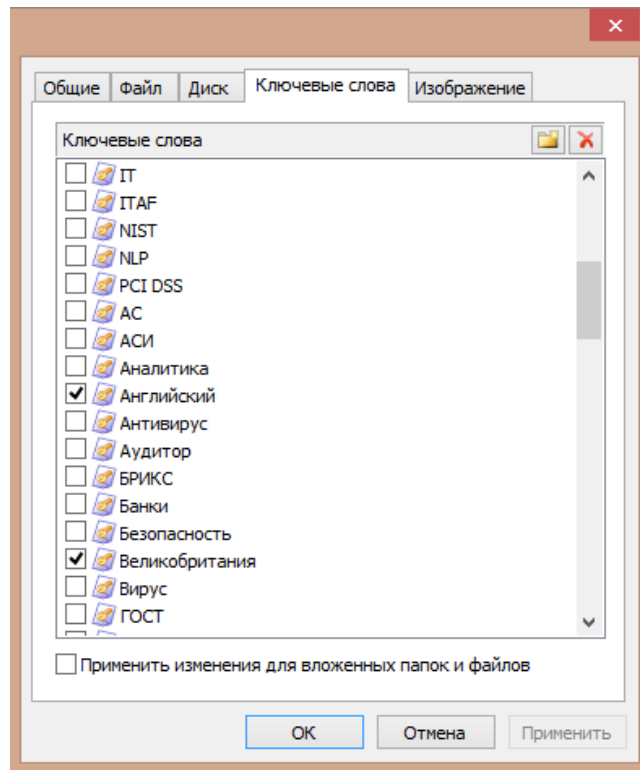 Общие Файл Диск Ключевые слова Изображение
Ключевые слова
IT
ITAF
NIST
NLP
PCI DSS
АС
АСИ
Аналитика
Английский
Антивирус
Аудитор
БРИКС
Банки
Безопасность
Великобритания
Вирус
ГОСТ
Применить изменения для вложенных папок и файлов
ОК Отмена Применить